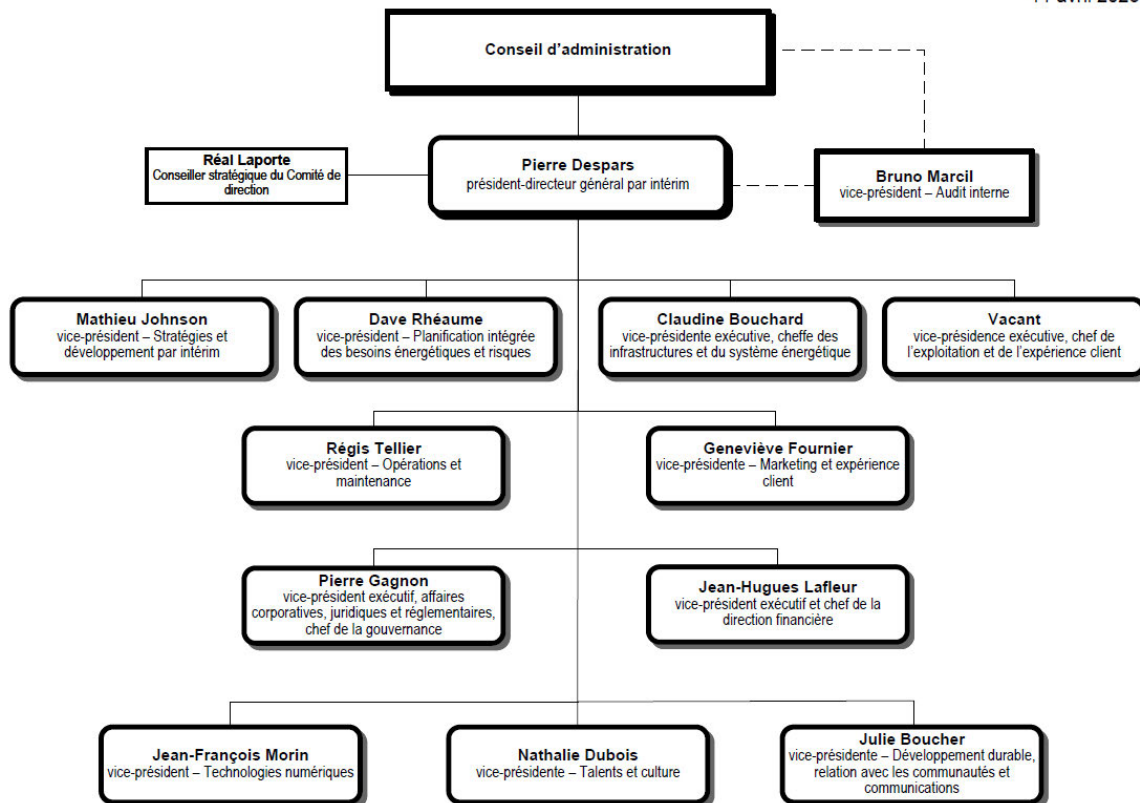 Conseil d'administration
Réal Laporte
Conseiller stratégique du Comité de
direction
Pierre Despars
président-directeur général par intérim
Bruno Marcil
vice-président – Audit interne
Mathieu Johnson
vice-président – Stratégies et
développement par intérim
Dave Rhéaume
vice-président – Planification intégrée
des besoins énergétiques et risques
Claudine Bouchard
vice-présidente exécutive, cheffe des
infrastructures et du système énergétique
Vacant
vice-présidence exécutive, chef de
l'exploitation et de l'expérience client
Régis Tellier
vice-président – Opérations et
maintenance
Geneviève Fournier
vice-présidente – Marketing et expérience
client
Pierre Gagnon
vice-président exécutif, affaires
corporatives, juridiques et réglementaires,
chef de la gouvernance
Jean-Hugues Lafleur
vice-président exécutif et chef de la
direction financière
Jean-François Morin
vice-président – Technologies numériques
Nathalie Dubois
vice-présidente – Talents et culture
Julie Boucher
vice-présidente – Développement durable,
relation avec les communautés et
communications